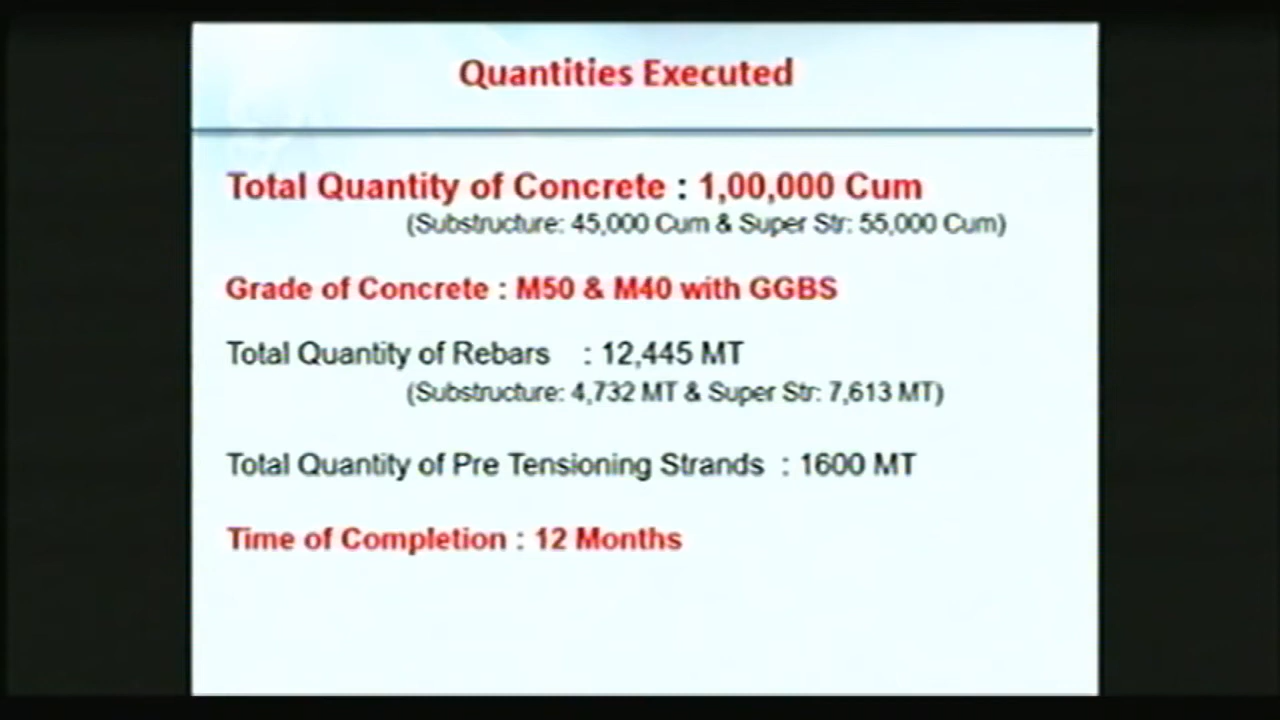 Quantities Executed
Total Quantity of Concrete : 1,00,000 Cum
(Substructure: 45,000 Cum & Super Str: 55,000 Cum)
Grade of Concrete : M50 & M40 with GGBS
Total Quantity of Rebars : 12,445 MT
(Substructure: 4,732 MT & Super Str: 7,613 MT)
Total Quantity of Pre Tensioning Strands : 1600 MT
Time of Completion : 12 Months